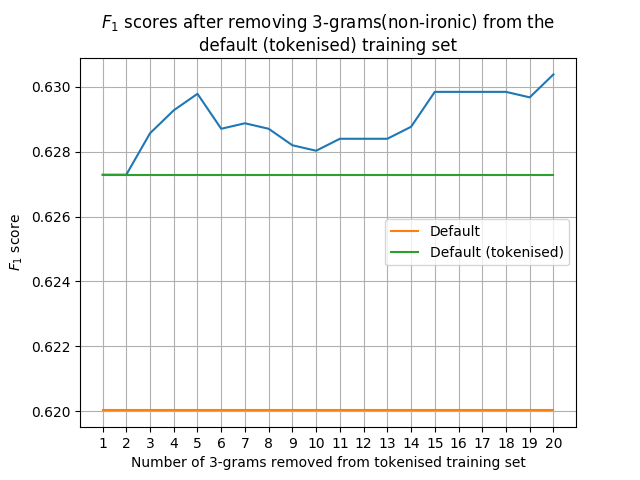 F1 scores after removing 3-grams(non-ironic) from the
default (tokenised) training set
0.630
0.628
0.626
0.624
0.622
0.620
F1 score
Default
Default (tokenised)
1 2 3 4 5 6 7 8 9 10 11 12 13 14 15 16 17 18 19 20
Number of 3-grams removed from tokenised training set